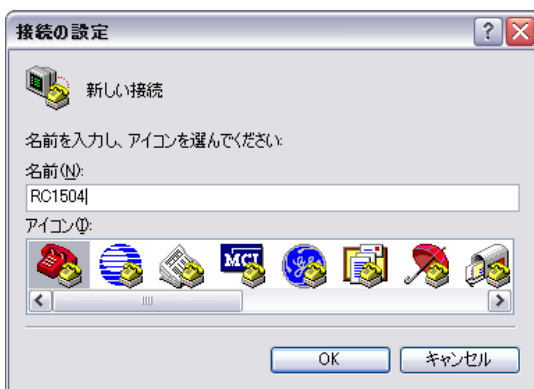 接続の設定
新しい接続
名前を入力し、アイコンを選んでください:
名前(N):
RC1504
アイコン(I):
MCI
OK
キャンセル